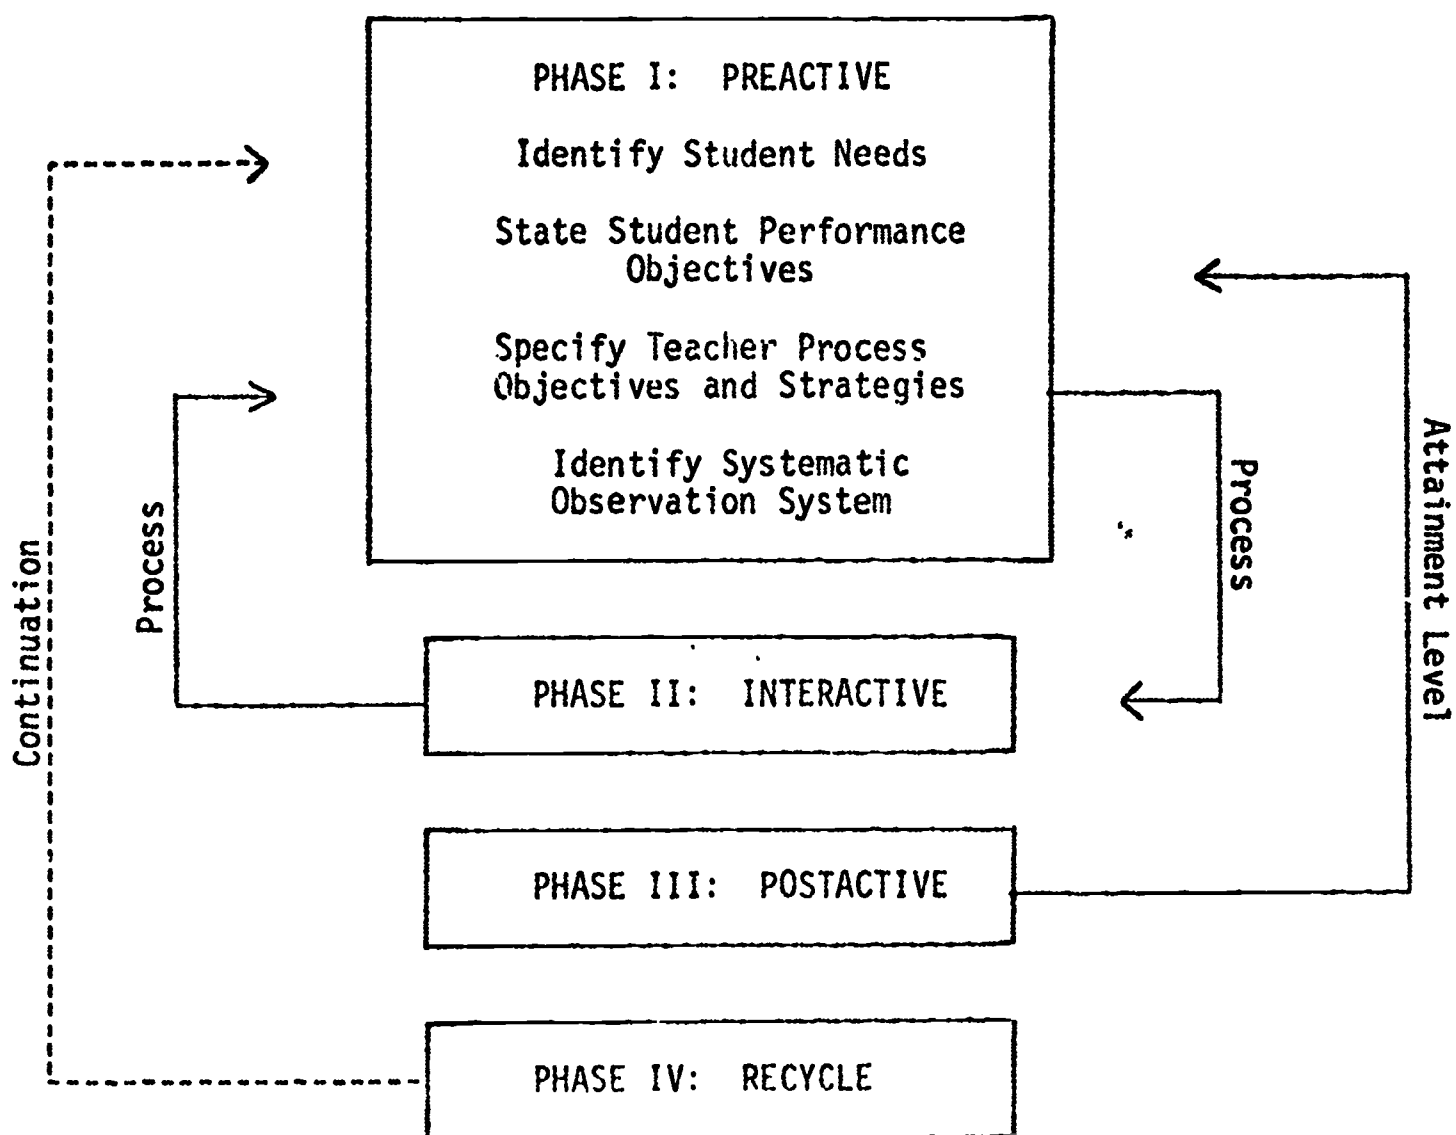 PHASE I: PREACTIVE
Identify Student Needs
State Student Performance
Objectives
Specify Teacher Process
Objectives and Strategies
Identify Systematic
Observation System
Continuation
Process
Process
Attainment Level
PHASE II: INTERACTIVE
PHASE III: POSTACTIVE
PHASE IV: RECYCLE